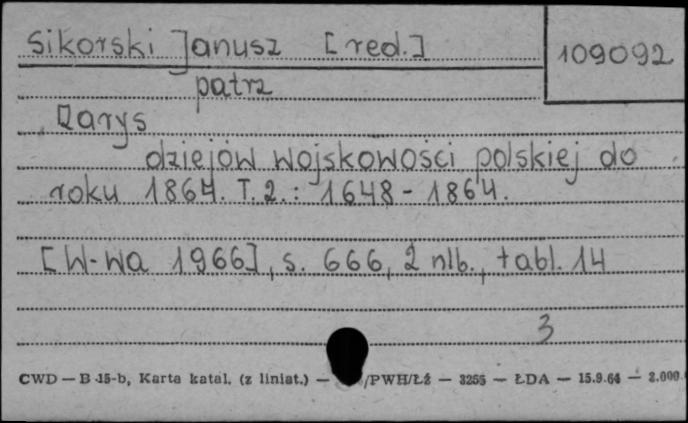 Sikorski Janusz [red.]
109092
patrz
Zarys
dziejów wojskowości polskiej do
roku 1864. T. 2.: 1648 - 1864.
[W-wa 1966], s. 666, 2 nlb., tabl. 14
3
CWD — B-15-b, Karta katal. (z liniat.) — /PWH/Łź — 3255 — ŁDA — 15.9.64 — 2.000